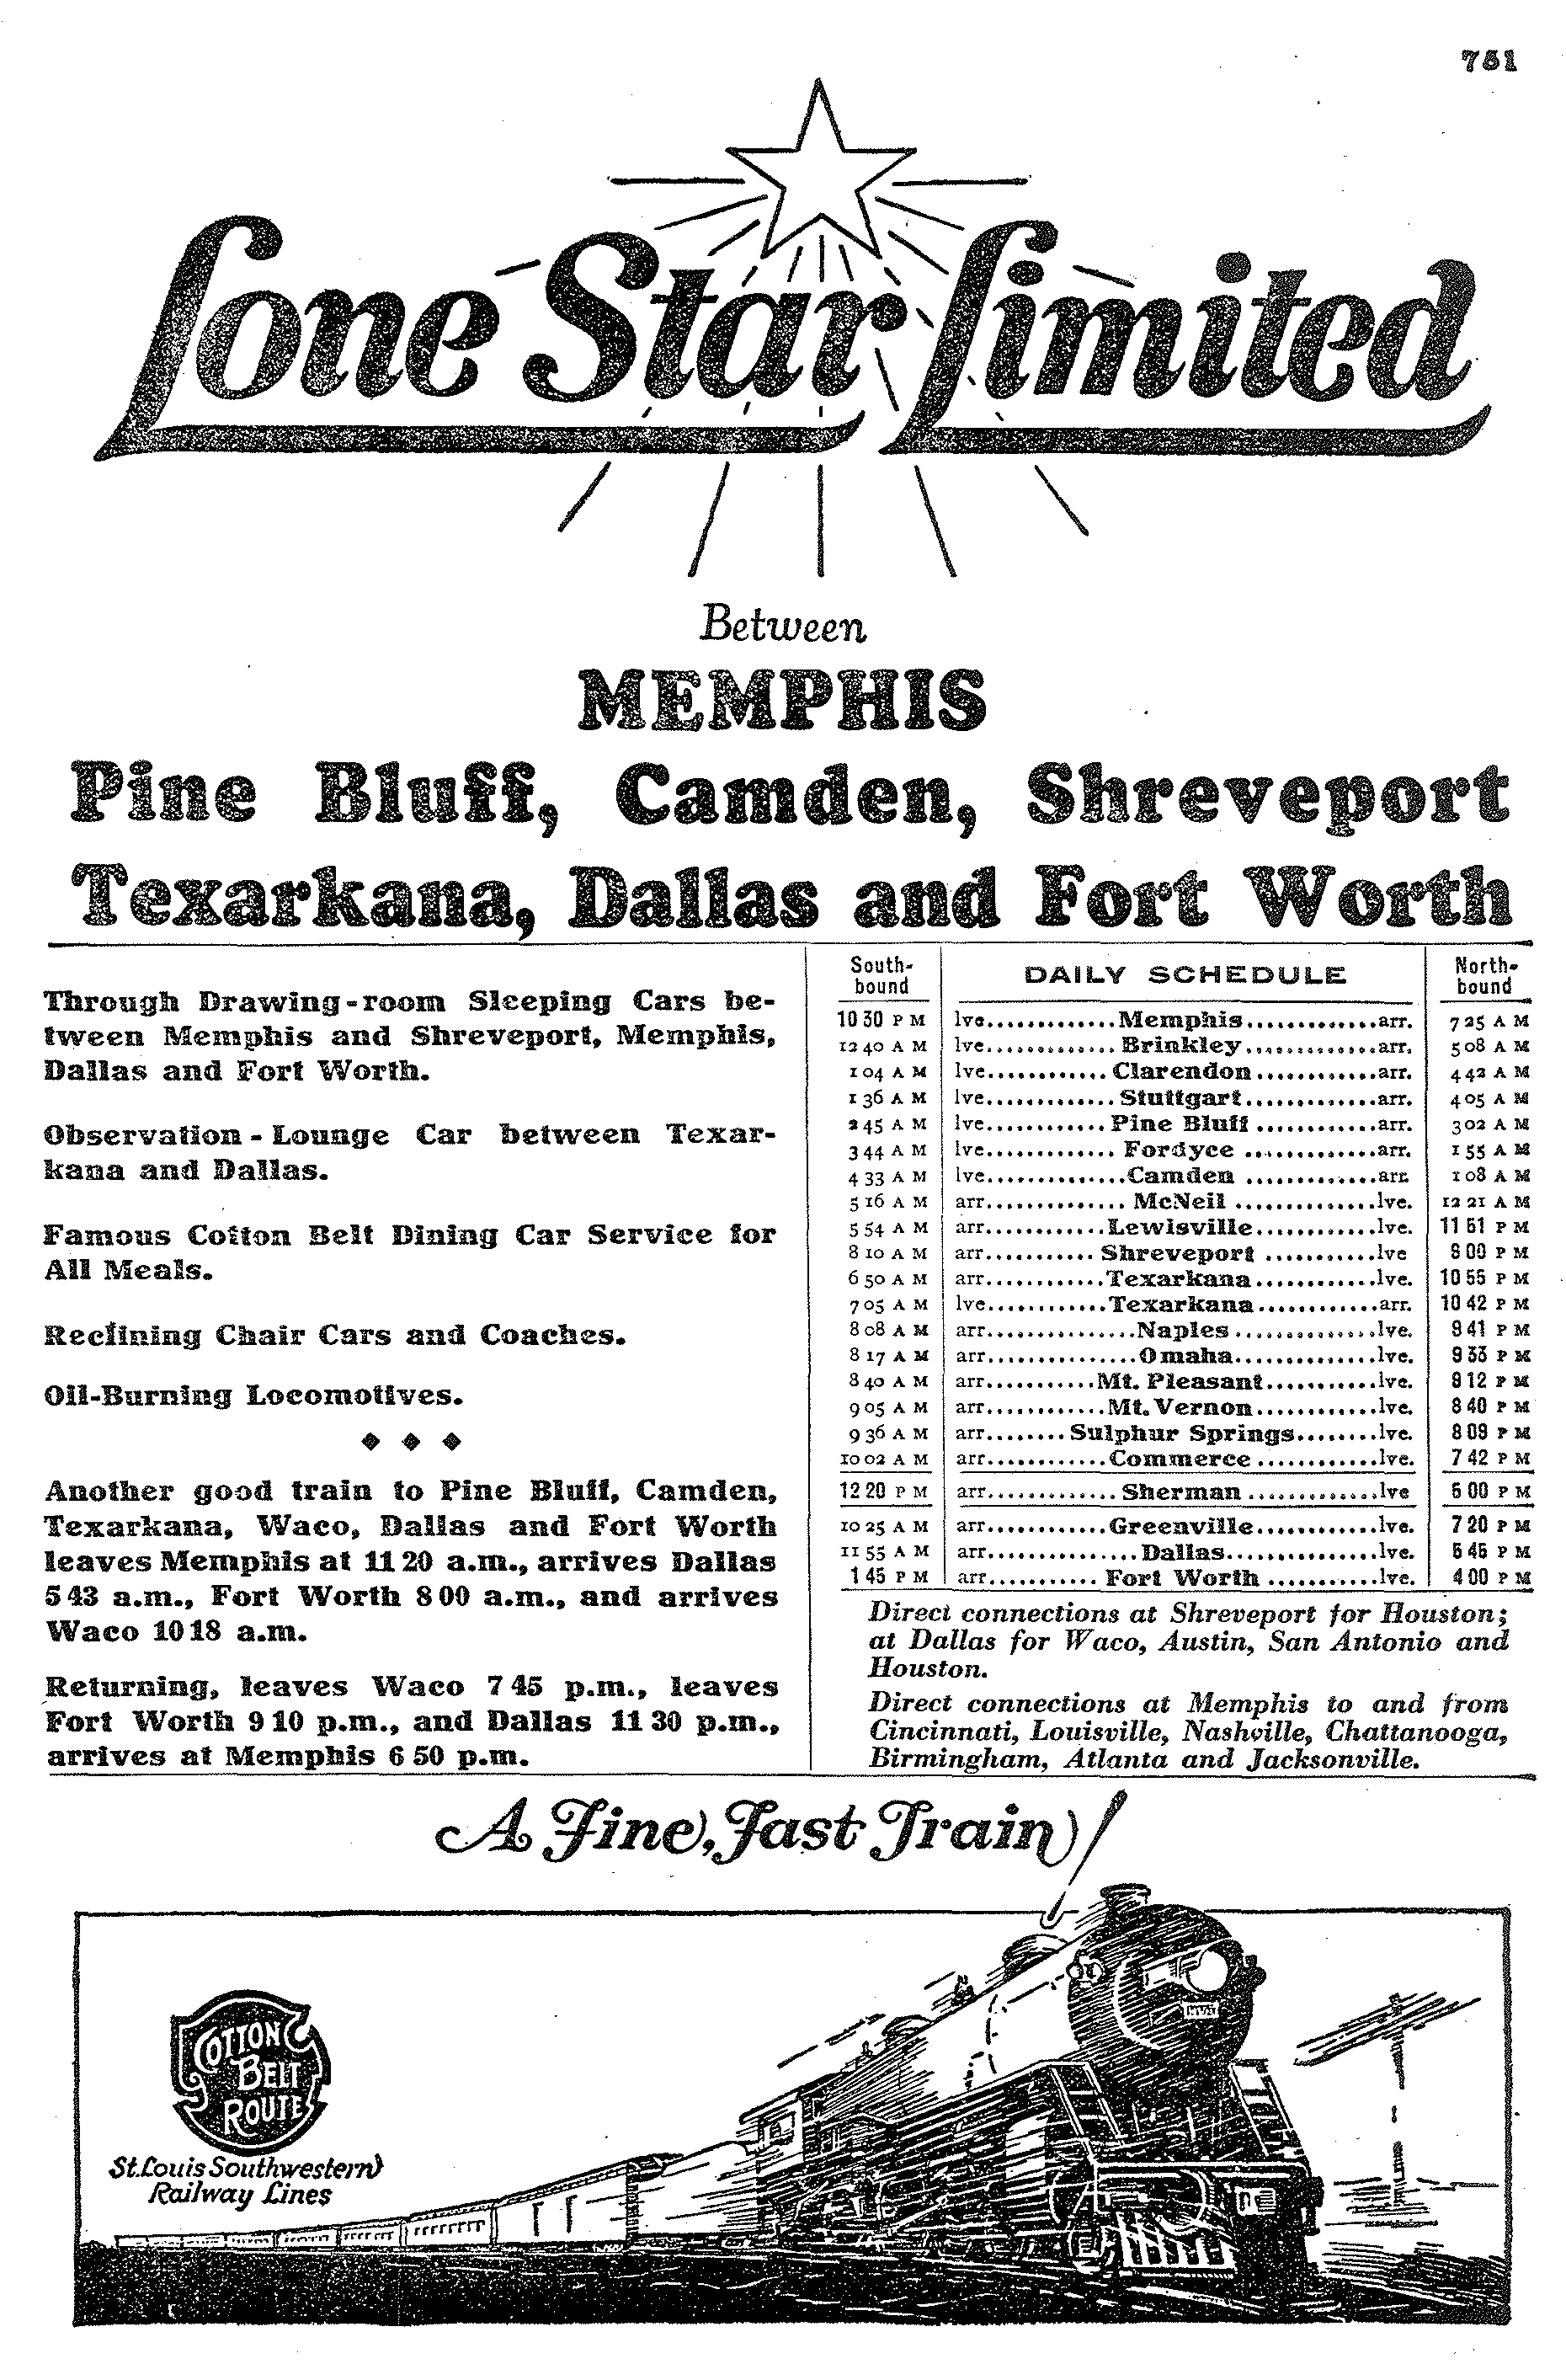 751
Lone Star Limited
Between
MEMPHIS
Pine Bluff, Camden, Shreveport
Texarkana, Dallas and Fort Worth
Through Drawing-room Sleeping Cars be-
tween Memphis and Shreveport, Memphis,
Dallas and Fort Worth.
Observation-Lounge Car between Texar-
kana and Dallas.
Famous Cotton Belt Dining Car Service for
All Meals.
Reclining Chair Cars and Coaches.
Oil-Burning Locomotives.
Another good train to Pine Bluff, Camden,
Texarkana, Waco, Dallas and Fort Worth
leaves Memphis at 11 20 a.m., arrives Dallas
5 43 a.m., Fort Worth 8 00 a.m., and arrives
Waco 10 18 a.m.
Returning, leaves Waco 7 45 p.m., leaves
Fort Worth 9 10 p.m., and Dallas 11 30 p.m.,
arrives at Memphis 6 50 p.m.
South-
bound
DAILY SCHEDULE
North-
bound
10 30 P M lve.............Memphis.............arr. 7 25 A M
12 40 A M lve.............Brinkley.............arr. 5 08 A M
1 04 A M lve............Clarendon............arr. 4 42 A M
1 36 A M lve.............Stuttgart.............arr. 4 05 A M
2 45 A M lve............Pine Bluff............arr. 3 02 A M
3 44 A M lve.............Fordyce.............arr. 1 55 A M
4 33 A M lve..............Camden.............arr. 1 08 A M
5 16 A M arr..............McNeil..............lve. 12 21 A M
5 54 A M arr............Lewisville............lve. 11 51 P M
8 10 A M arr...........Shreveport...........lve 9 00 P M
6 50 A M arr............Texarkana............lve. 10 55 P M
7 05 A M lve............Texarkana............arr. 10 42 P M
8 08 A M arr...............Naples...............lve. 9 41 P M
8 17 A M arr...............Omaha..............lve. 9 33 P M
8 40 A M arr...........Mt. Pleasant...........lve. 9 12 P M
9 05 A M arr............Mt. Vernon............lve. 8 40 P M
9 36 A M arr........Sulphur Springs........lve. 8 09 P M
10 02 A M arr............Commerce............lve. 7 42 P M
12 20 P M arr.............Sherman.............lve 5 00 P M
10 25 A M arr............Greenville............lve. 7 20 P M
11 55 A M arr...............Dallas...............lve. 5 45 P M
1 45 P M arr...........Fort Worth...........lve. 4 00 P M
Direct connections at Shreveport for Houston;
at Dallas for Waco, Austin, San Antonio and
Houston.
Direct connections at Memphis to and from
Cincinnati, Louisville, Nashville, Chattanooga,
Birmingham, Atlanta and Jacksonville.
A Fine, Fast Train!
COTTON
BELT
ROUTE
St. Louis Southwestern
Railway Lines